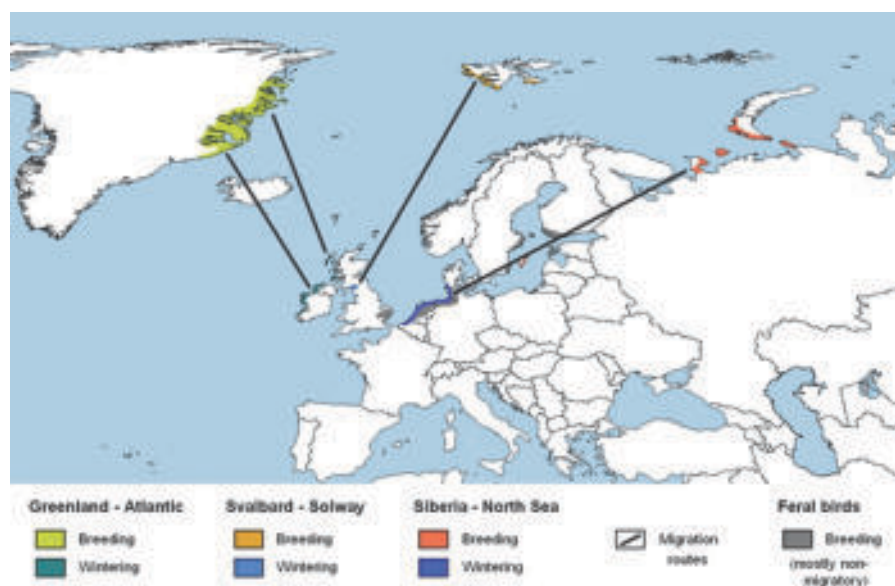 Greenland - Atlantic
Breeding
Wintering
Svalbard - Solway
Breeding
Wintering
Siberia - North Sea
Breeding
Wintering
Migration
routes
Feral birds
Breeding
(mostly non-
migratory)